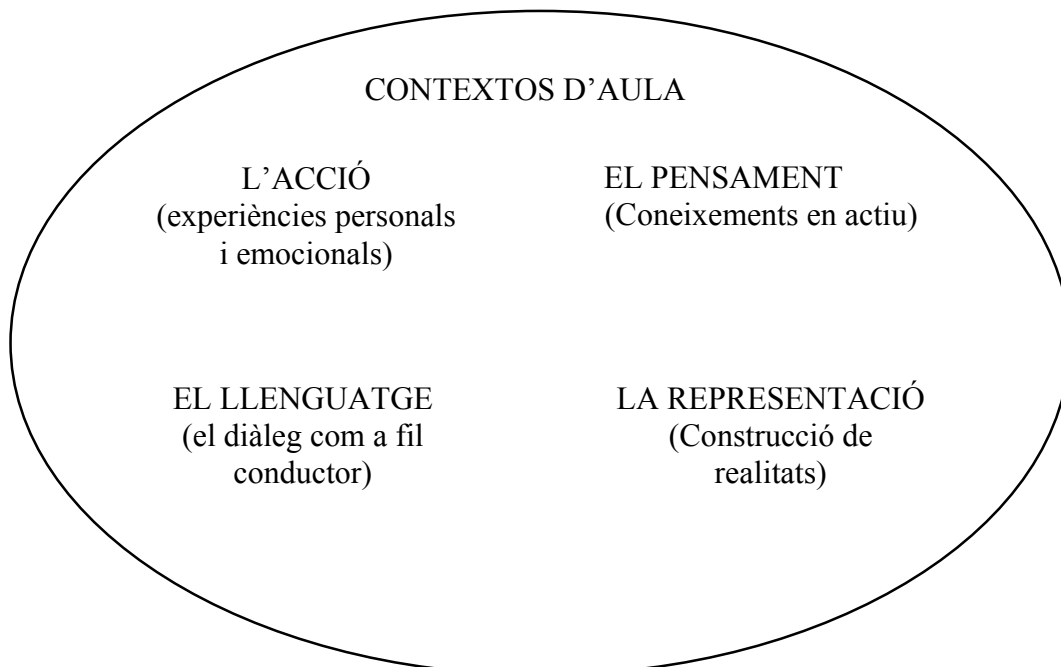 CONTEXTOS D’AULA
L’ACCIÓ
(experiències personals
i emocionals)
EL PENSAMENT
(Coneixements en actiu)
EL LLENGUATGE
(el diàleg com a fil
conductor)
LA REPRESENTACIÓ
(Construcció de
realitats)